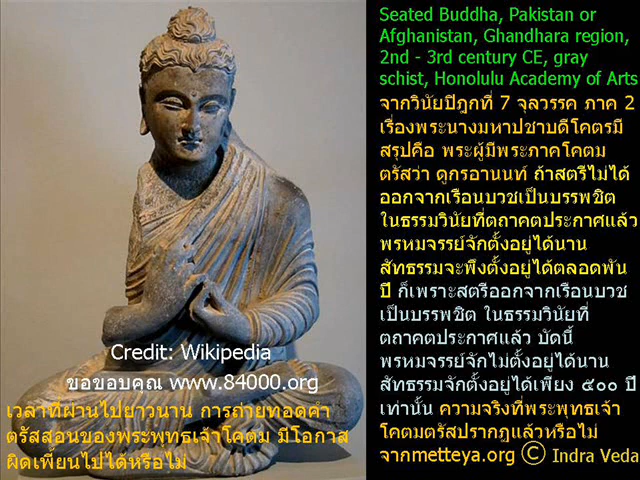 Seated Buddha, Pakistan or
Afghanistan, Ghandhara region,
2nd - 3rd century CE, gray
schist, Honolulu Academy of Arts
จากวินัยปิฎกที่ 7 จุลวรรค ภาค 2
เรื่องพระนางมหาปชาบดีโคตรมี
สรุปคือ พระผู้มีพระภาคโคตม
ตรัสว่า ดูกรอานนท์ ถ้าสตรีไม่ได้
ออกจากเรือนบวชเป็นบรรพชิต
ในธรรมวินัยที่ตถาคตประกาศแล้ว
พรหมจรรย์จักตั้งอยู่ได้นาน
สัทธรรมจะพึงตั้งอยู่ได้ตลอดพัน
ปี ก็เพราะสตรีออกจากเรือนบวช
เป็นบรรพชิต ในธรรมวินัยที่
ตถาคตประกาศแล้ว บัดนี้
พรหมจรรย์จักไม่ตั้งอยู่ได้นาน
สัทธรรมจักตั้งอยู่ได้เพียง ๕๐๐ ปี
เท่านั้น ความจริงที่พระพุทธเจ้า
โคตมตรัสปรากฏแล้วหรือไม่
จากmetteya.org © Indra Veda
Credit: Wikipedia
ขอขอบคุณ www.84000.org
เวลาที่ผ่านไปยาวนาน การถ่ายทอดคำ
ตรัสสอนของพระพุทธเจ้าโคตม มีโอกาส
ผิดเพี้ยนไปได้หรือไม่